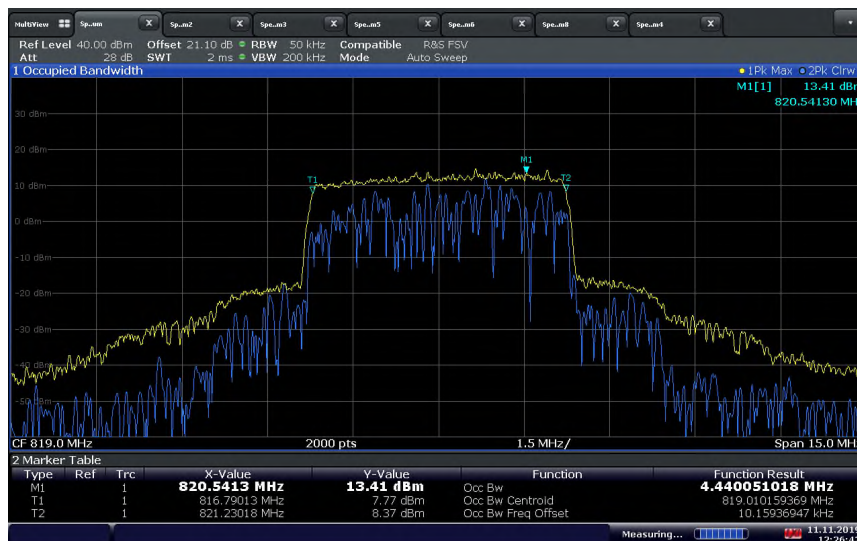 MultiView Sp..um X Sp..m2 X Spe..m3 X Spe..m5 X Spe..m6 X Spe..m8 X Spe..m4 X
Ref Level 40.00 dBm Offset 21.10 dB RBW 50 kHz Compatible R&S FSV
Att 28 dB SWT 2 ms VBW 200 kHz Mode Auto Sweep
1 Occupied Bandwidth 1Pk Max 2Pk Clrw
M1[1] 13.41 dBm
820.54130 MH
30 dBm
20 dBm
M1
T1 T2
10 dBm
0 dBm
-10 dBm
-20 dBm
-30 dBm
-40 dBm
-50 dBm
CF 819.0 MHz 2000 pts 1.5 MHz/ Span 15.0 MHz
2 Marker Table
Type Ref Trc X-Value Y-Value Function Function Result
M1 1 820.5413 MHz 13.41 dBm Occ Bw 4.440051018 MHz
T1 1 816.79013 MHz 7.77 dBm Occ Bw Centroid 819.010159369 MHz
T2 1 821.23018 MHz 8.37 dBm Occ Bw Freq Offset 10.15936947 kHz
Measuring... 11.11.2019